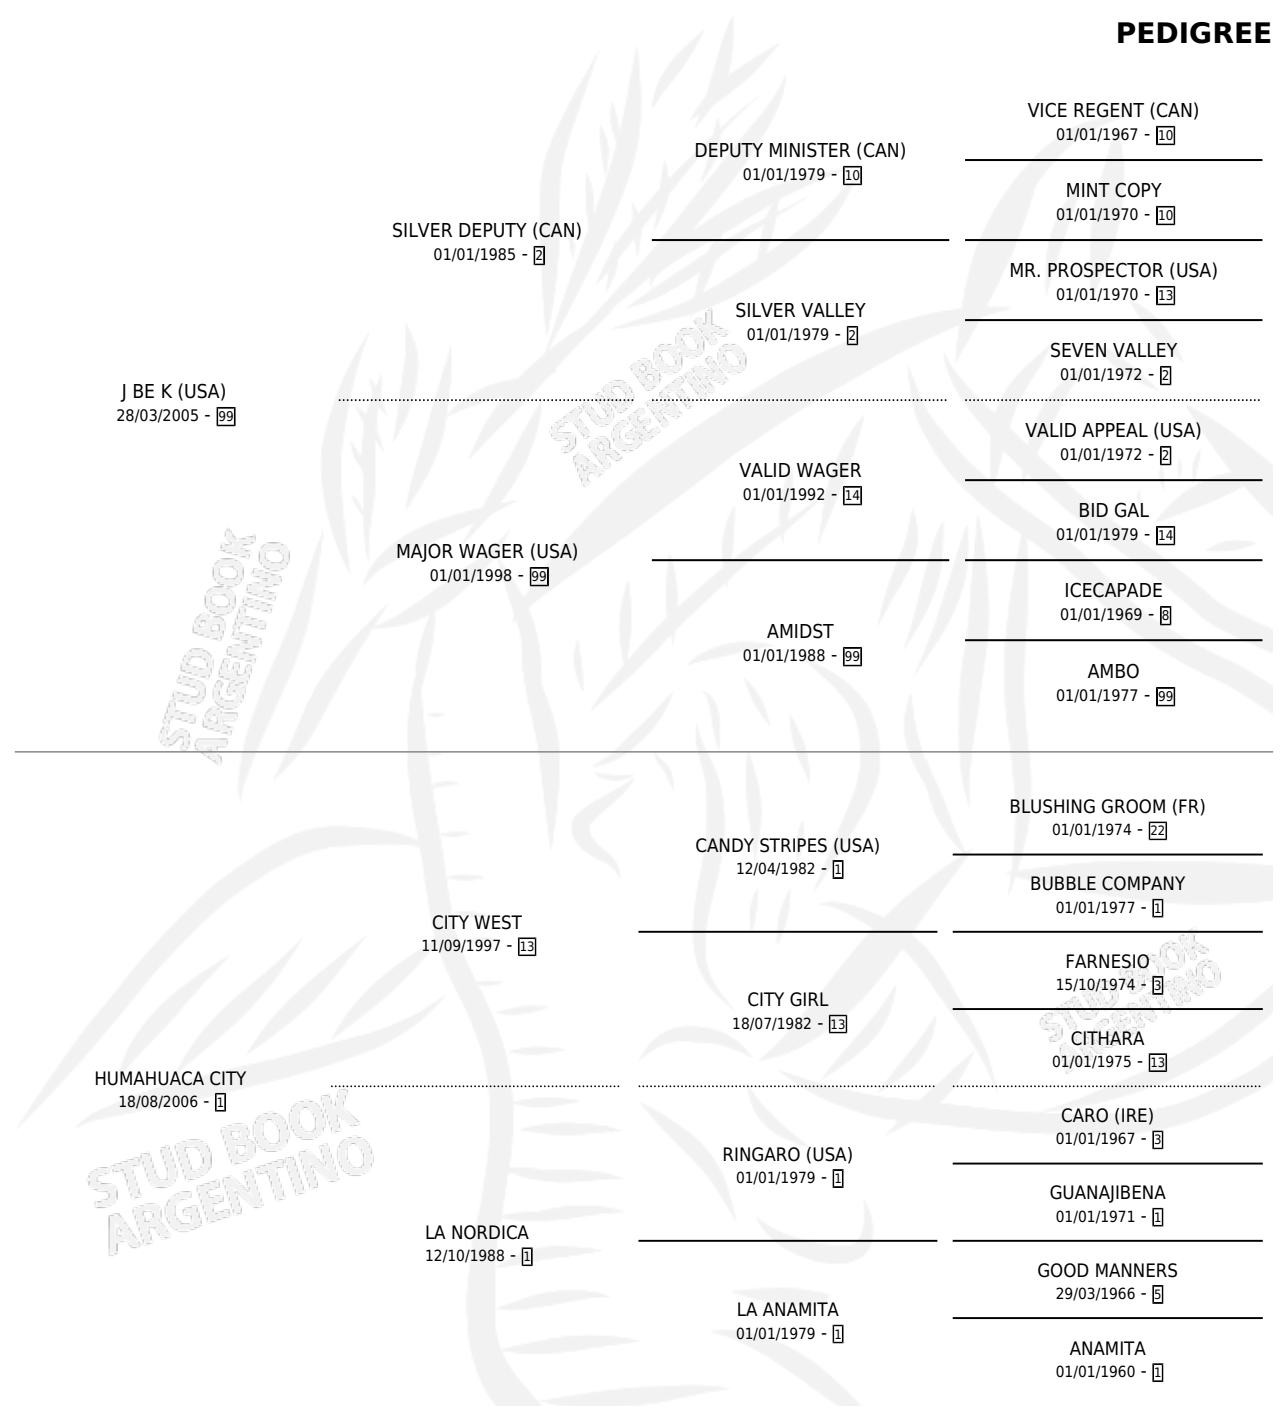 PEDIGREE
VICE REGENT (CAN)
01/01/1967 - 10
DEPUTY MINISTER (CAN)
01/01/1979 - 10
MINT COPY
01/01/1970 - 10
SILVER DEPUTY (CAN)
01/01/1985 - 2
MR. PROSPECTOR (USA)
01/01/1970 - 13
SILVER VALLEY
01/01/1979 - 2
SEVEN VALLEY
01/01/1972 - 2
J BE K (USA)
28/03/2005 - 99
VALID APPEAL (USA)
01/01/1972 - 2
VALID WAGER
01/01/1992 - 14
BID GAL
01/01/1979 - 14
MAJOR WAGER (USA)
01/01/1998 - 99
ICECAPADE
01/01/1969 - 8
AMIDST
01/01/1988 - 99
AMBO
01/01/1977 - 99
BLUSHING GROOM (FR)
01/01/1974 - 22
CANDY STRIPES (USA)
12/04/1982 - 1
BUBBLE COMPANY
01/01/1977 - 1
CITY WEST
11/09/1997 - 13
FARNESIO
15/10/1974 - 3
CITY GIRL
18/07/1982 - 13
CITHARA
01/01/1975 - 13
HUMAHUACA CITY
18/08/2006 - 1
CARO (IRE)
01/01/1967 - 3
RINGARO (USA)
01/01/1979 - 1
GUANAJIBENA
01/01/1971 - 1
LA NORDICA
12/10/1988 - 1
GOOD MANNERS
29/03/1966 - 5
LA ANAMITA
01/01/1979 - 1
ANAMITA
01/01/1960 - 1
STUD BOOK
ARGENTINO
STUD BOOK
ARGENTINO
STUD BOOK
ARGENTINO
STUD BOOK
ARGENTINO